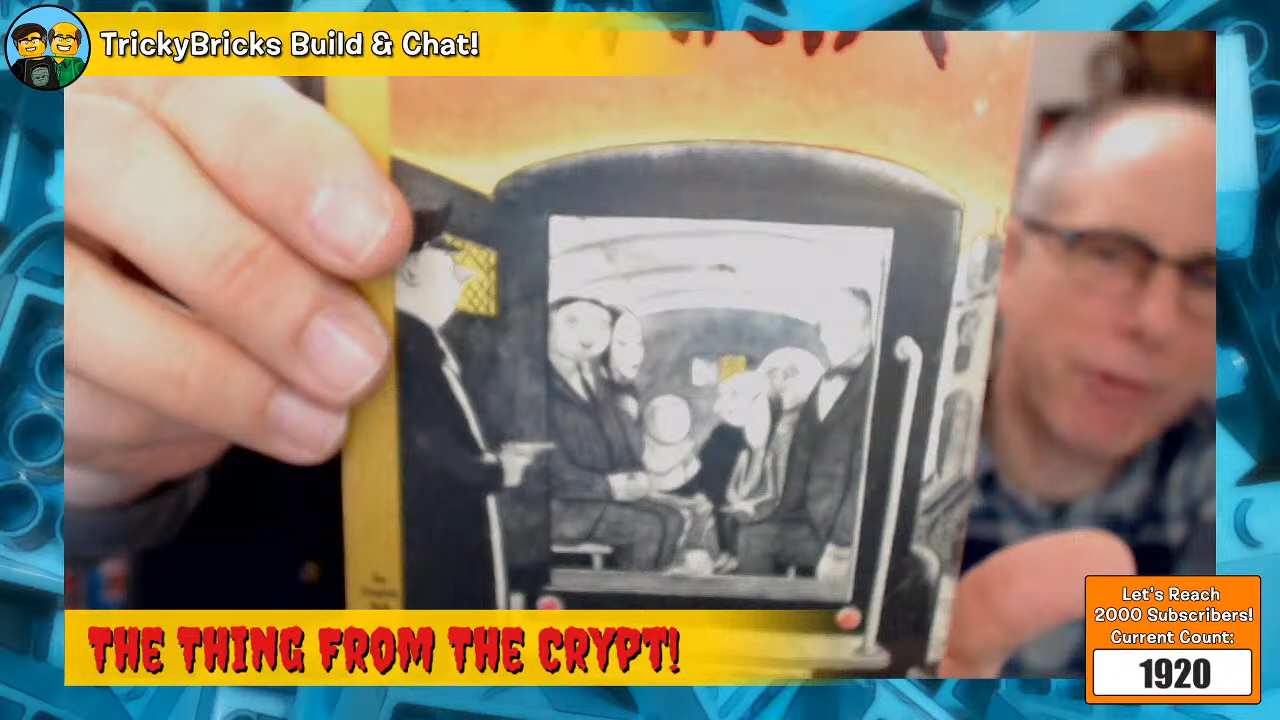 TrickyBricks Build & Chat!
THE THING FROM THE CRYPT!
Let's Reach
2000 Subscribers!
Current Count:
1920